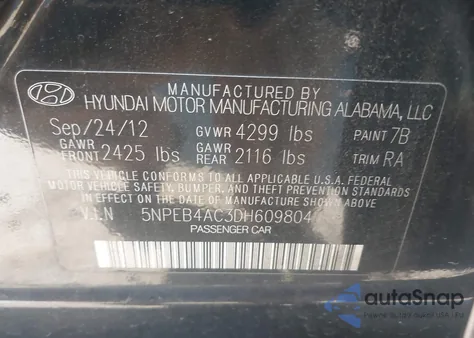 MANUFACTURED BY
HYUNDAI MOTOR MANUFACTURING ALABAMA, LLC
Sep/24/12 GVWR 4299 lbs PAINT 7B
GAWR FRONT 2425 lbs GAWR REAR 2116 lbs TRIM RA
THIS VEHICLE CONFORMS TO ALL APPLICABLE U.S.A. FEDERAL
MOTOR VEHICLE SAFETY, BUMPER, AND THEFT PREVENTION STANDARDS
IN EFFECT ON THE DATE OF MANUFACTURE SHOWN ABOVE.
V.I.N 5NPEB4AC3DH609804
PASSENGER CAR
autoSnap